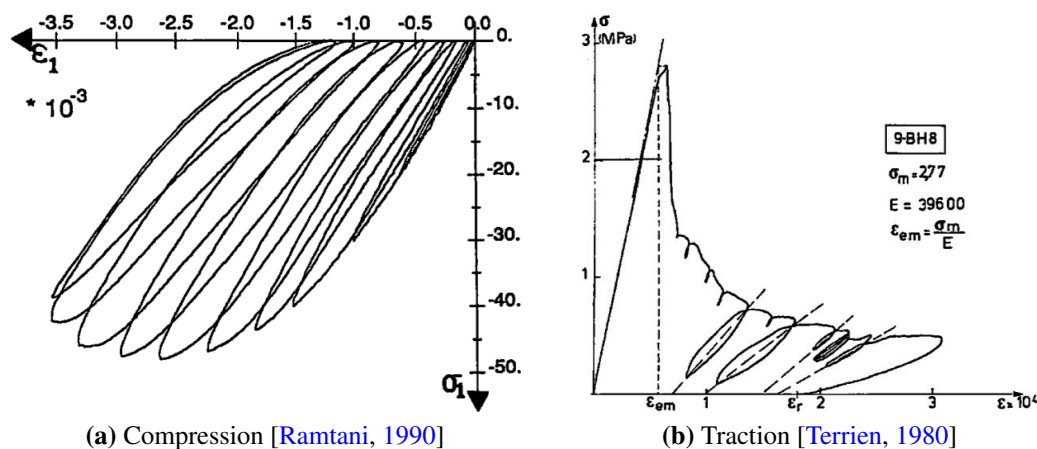 -3.5 -3.0 -2.5 -2.0 -1.5 -1.0 -0.5 0.0
ε₁
* 10⁻³
0.
-10.
-20.
-30.
-40.
-50.
σ₁
(a) Compression [Ramtani, 1990]
σ
(MPa)
3
2
1
9-BH8
σm=2,77
E = 39600
εem = σm/E
εem 1 εr 2 3 ε×10⁴
(b) Traction [Terrien, 1980]